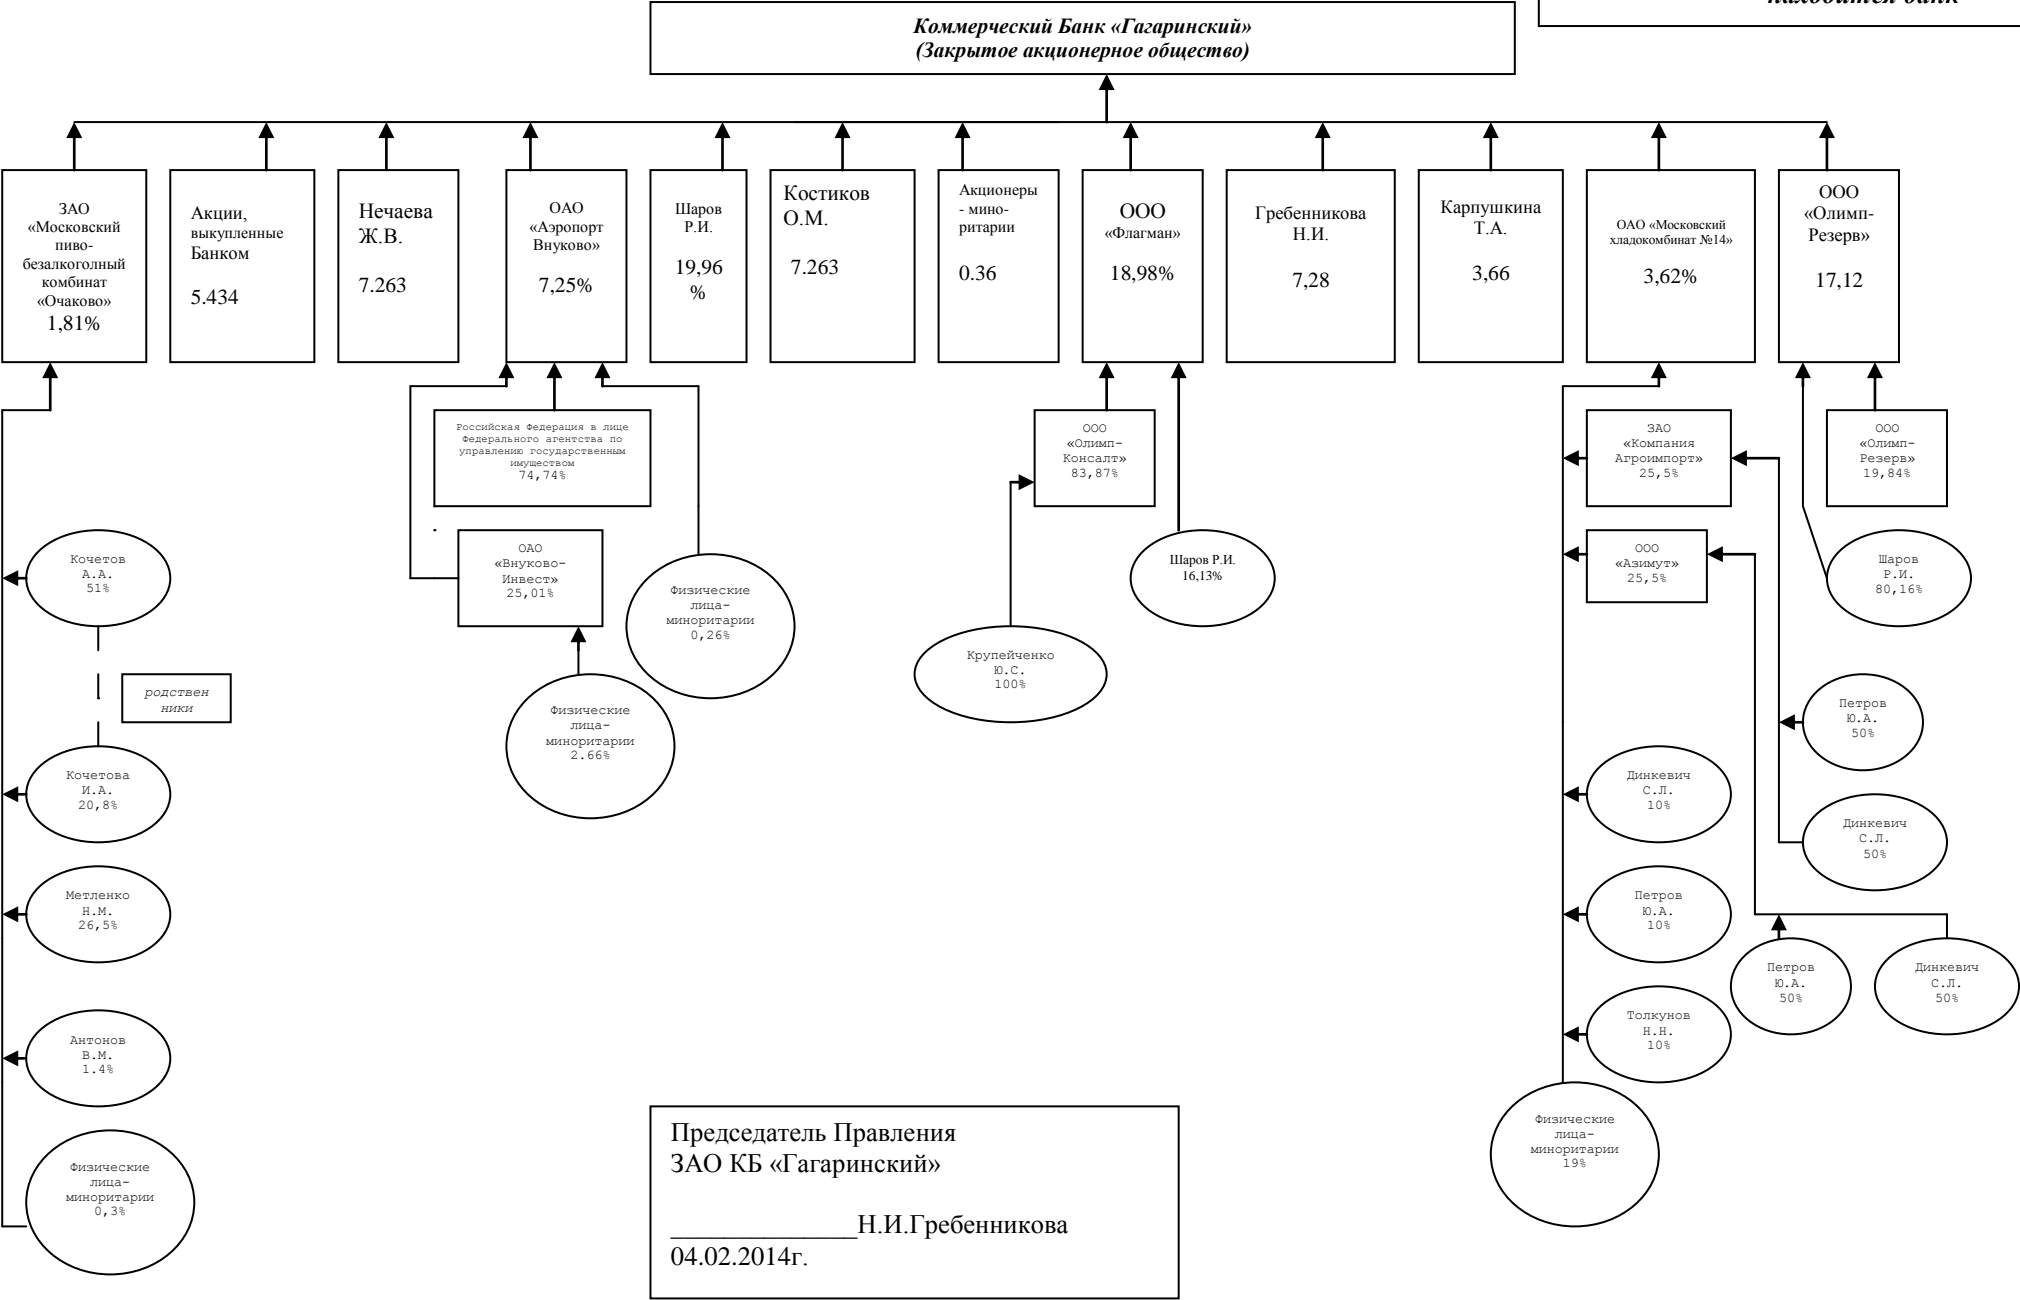 находится банк
Коммерческий Банк «Гагаринский»
(Закрытое акционерное общество)
ЗАО
«Московский
пиво-
безалкоголный
комбинат
«Очаково»
1,81%
Акции,
выкупленные
Банком
5.434
Нечаева
Ж.В.
7.263
ОАО
«Аэропорт
Внуково»
7,25%
Шаров
Р.И.
19,96
%
Костиков
О.М.
7.263
Акционеры
- мино-
ритарии
0.36
ООО
«Флагман»
18,98%
Гребенникова
Н.И.
7,28
Карпушкина
Т.А.
3,66
ОАО «Московский
хладокомбинат №14»
3,62%
ООО
«Олимп-
Резерв»
17,12
Российская Федерация в лице
Федерального агентства по
управлению государственным
имуществом
74,74%
ООО
«Олимп-
Консалт»
83,87%
ЗАО
«Компания
Агроимпорт»
25,5%
ООО
«Олимп-
Резерв»
19,84%
Кочетов
А.А.
51%
ОАО
«Внуково-
Инвест»
25,01%
Физические
лица-
миноритарии
0,26%
Шаров Р.И.
16,13%
ООО
«Азимут»
25,5%
Шаров
Р.И.
80,16%
родствен
ники
Физические
лица-
миноритарии
2.66%
Крупейченко
Ю.С.
100%
Петров
Ю.А.
50%
Кочетова
И.А.
20,8%
Динкевич
С.Л.
10%
Динкевич
С.Л.
50%
Метленко
Н.М.
26,5%
Петров
Ю.А.
10%
Петров
Ю.А.
50%
Динкевич
С.Л.
50%
Антонов
В.М.
1.4%
Толкунов
Н.Н.
10%
Физические
лица-
миноритарии
0,3%
Физические
лица-
миноритарии
19%
Председатель Правления
ЗАО КБ «Гагаринский»
______________Н.И.Гребенникова
04.02.2014г.